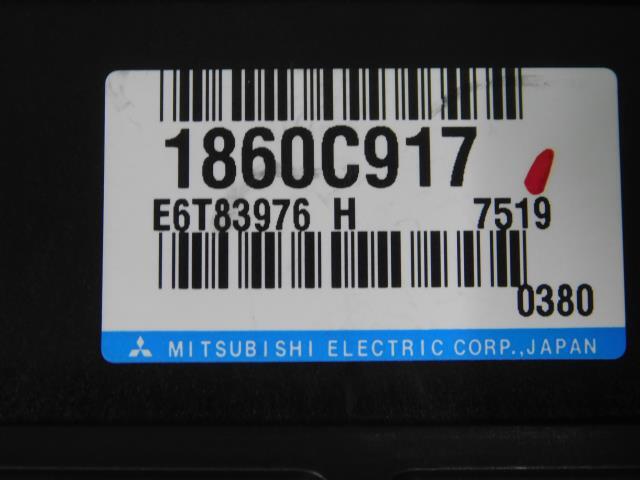 1860C917
E6T83976 H 7519
0380
MITSUBISHI ELECTRIC CORP.,JAPAN